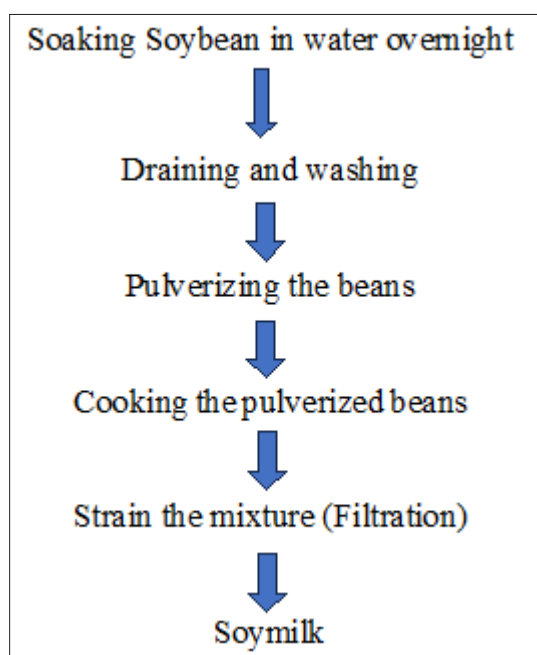 Soaking Soybean in water overnight
Draining and washing
Pulverizing the beans
Cooking the pulverized beans
Strain the mixture (Filtration)
Soymilk